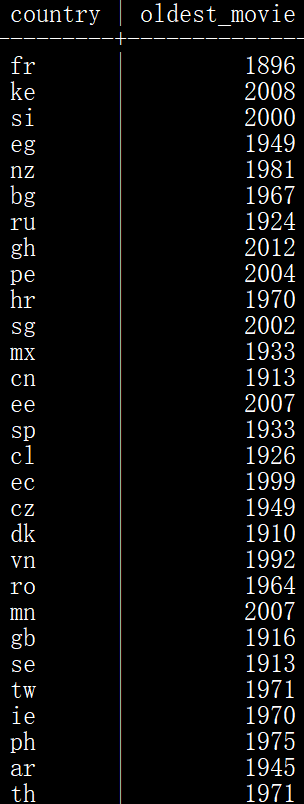 country | oldest_movie
---------+--------------
fr | 1896
ke | 2008
si | 2000
eg | 1949
nz | 1981
bg | 1967
ru | 1924
gh | 2012
pe | 2004
hr | 1970
sg | 2002
mx | 1933
cn | 1913
ee | 2007
sp | 1933
cl | 1926
ec | 1999
cz | 1949
dk | 1910
vn | 1992
ro | 1964
mn | 2007
gb | 1916
se | 1913
tw | 1971
ie | 1970
ph | 1975
ar | 1945
th | 1971